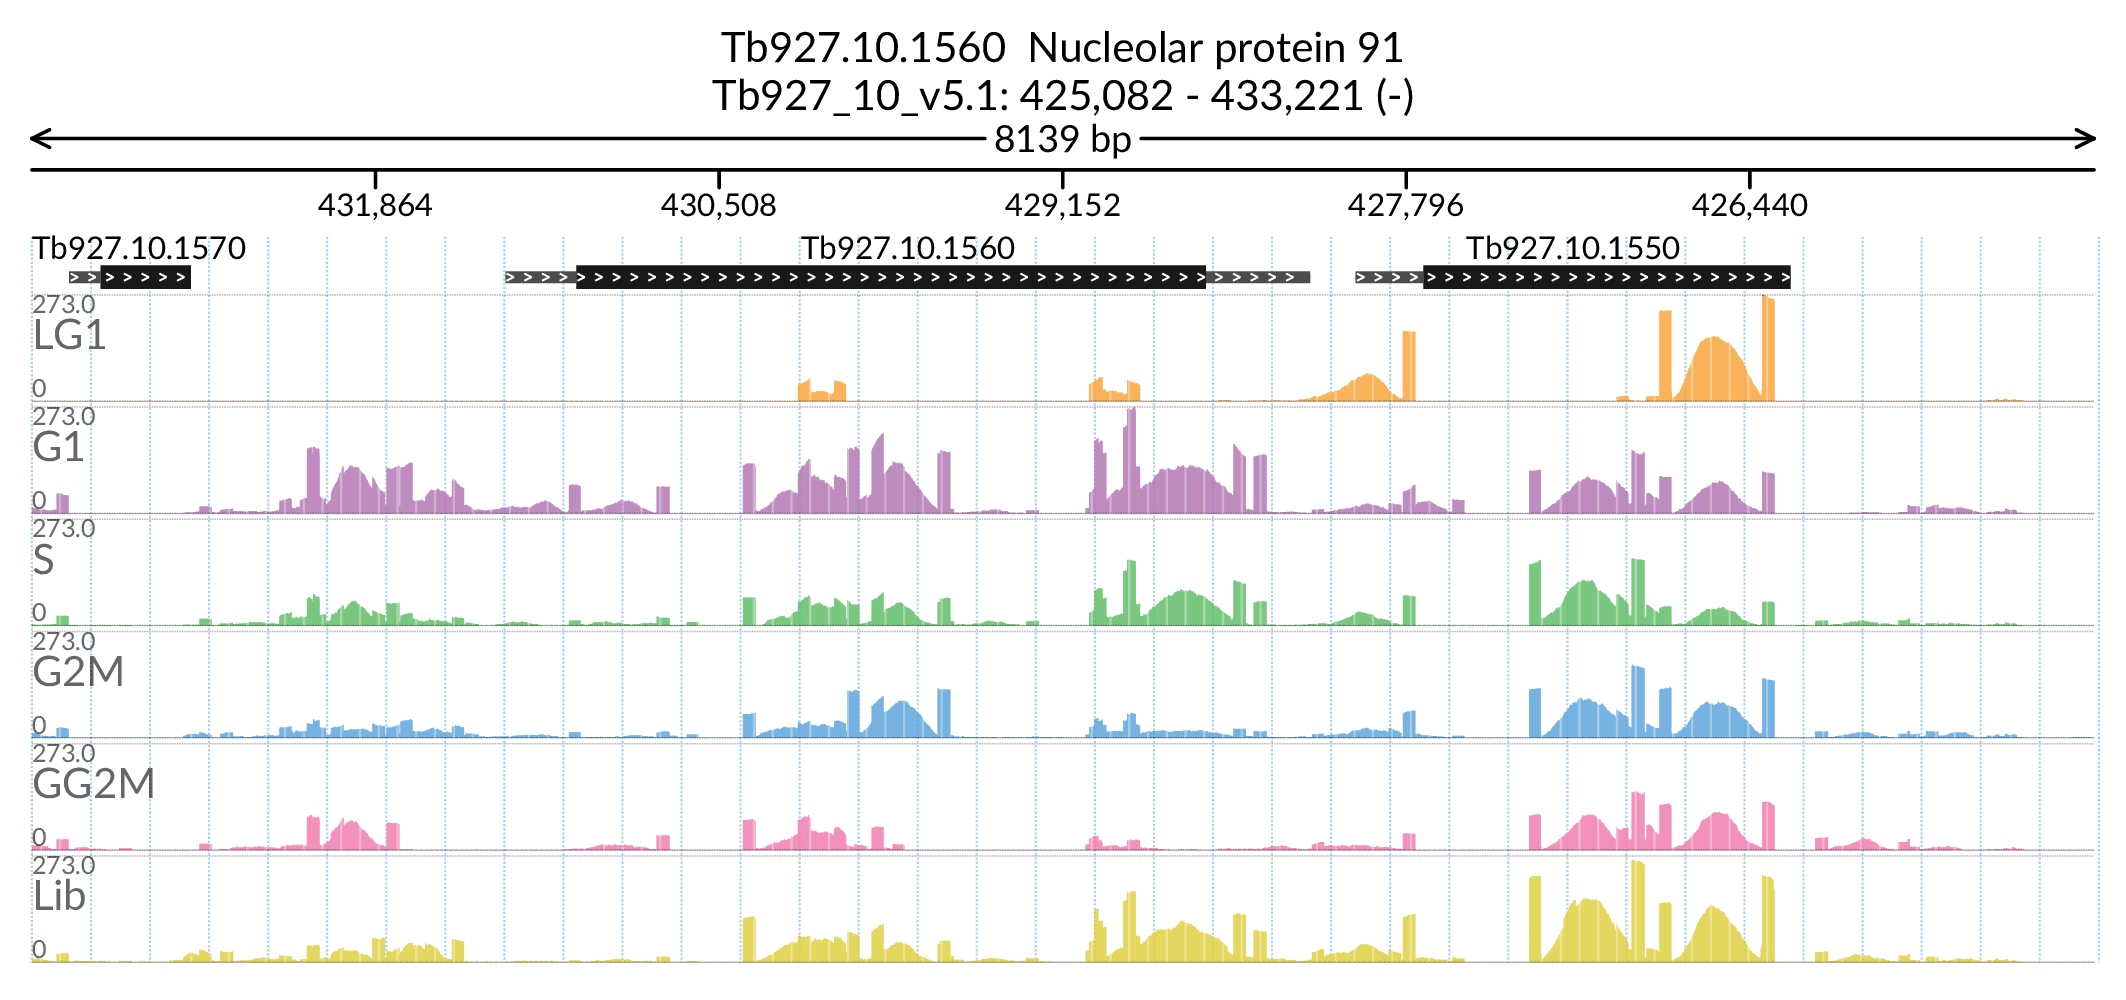 Tb927.10.1560 Nucleolar protein 91
Tb927_10_v5.1: 425,082 - 433,221 (-)
8139 bp
431,864 430,508 429,152 427,796 426,440
Tb927.10.1570 Tb927.10.1560 Tb927.10.1550
273.0
LG1
0
273.0
G1
0
273.0
S
0
273.0
G2M
0
273.0
GG2M
0
273.0
Lib
0